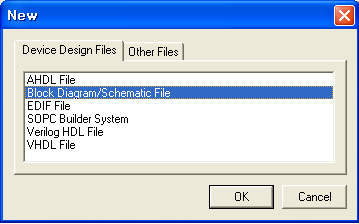 New
Device Design Files
Other Files
AHDL File
Block Diagram/Schematic File
EDIF File
SOPC Builder System
Verilog HDL File
VHDL File
OK
Cancel